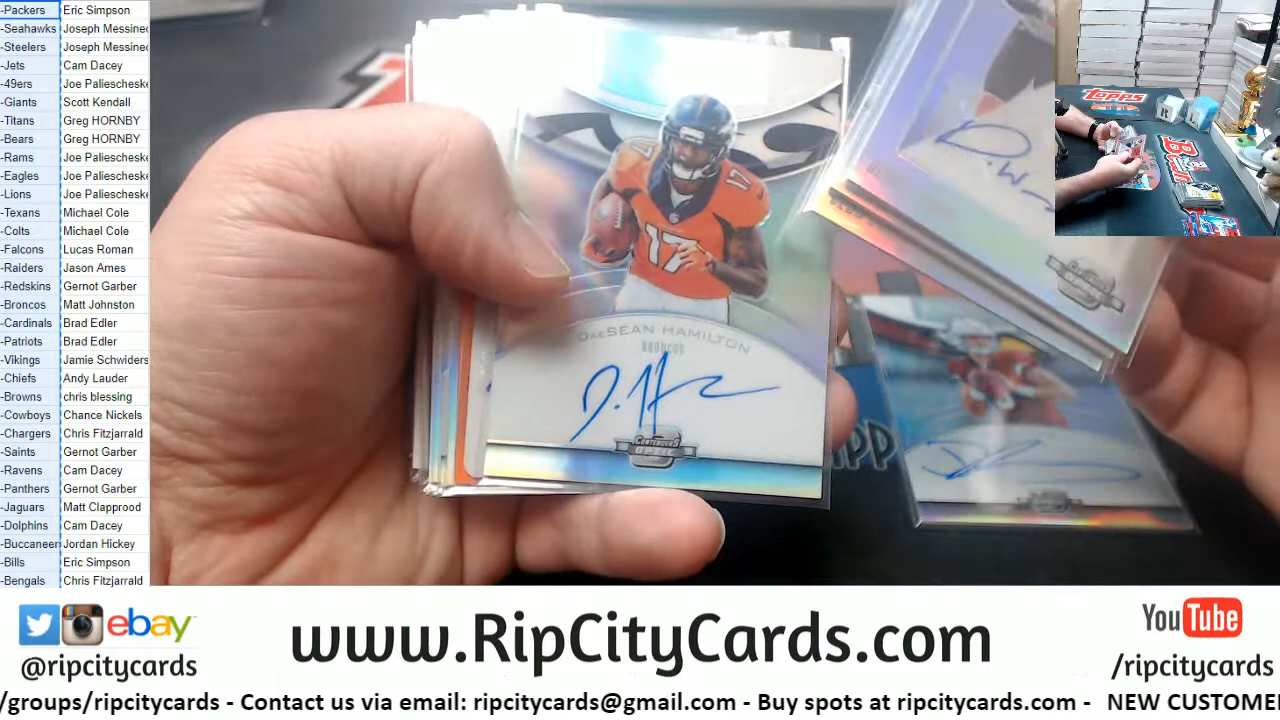 -Packers Eric Simpson
-Seahawks Joseph Messinec
-Steelers Joseph Messinec
-Jets Cam Dacey
-49ers Joe Paliescheske
-Giants Scott Kendall
-Titans Greg HORNBY
-Bears Greg HORNBY
-Rams Joe Paliescheske
-Eagles Joe Paliescheske
-Lions Joe Paliescheske
-Texans Michael Cole
-Colts Michael Cole
-Falcons Lucas Roman
-Raiders Jason Ames
-Redskins Gernot Garber
-Broncos Matt Johnston
-Cardinals Brad Edler
-Patriots Brad Edler
-Vikings Jamie Schwiders
-Chiefs Andy Lauder
-Browns chris blessing
-Cowboys Chance Nickels
-Chargers Chris Fitzjarrald
-Saints Gernot Garber
-Ravens Cam Dacey
-Panthers Gernot Garber
-Jaguars Matt Clapprood
-Dolphins Cam Dacey
-Buccaneer Jordan Hickey
-Bills Eric Simpson
-Bengals Chris Fitzjarrald
17
17
DAESEAN HAMILTON
BRONCOS
D. H
CONTENDERS
OPTIC
D.W
APP
topps
ebay
@ripcitycards
www.RipCityCards.com
YouTube
/ripcitycards
/groups/ripcitycards - Contact us via email: ripcitycards@gmail.com - Buy spots at ripcitycards.com - NEW CUSTOME